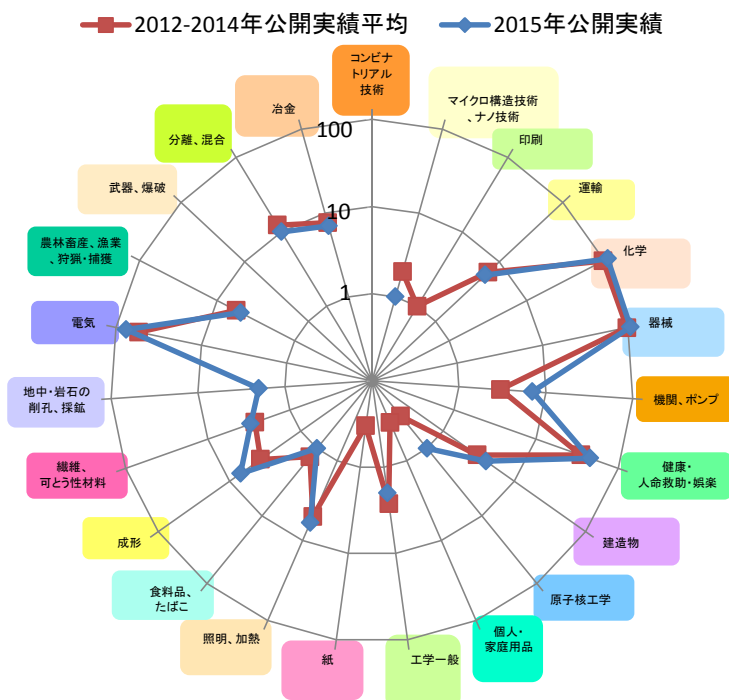 2012-2014年公開実績平均
2015年公開実績
コンビナ
トリアル
技術
マイクロ構造技術
、ナノ技術
印刷
運輸
化学
器械
機関、ポンプ
健康・
人命救助・娯楽
建造物
原子核工学
個人・
家庭用品
工学一般
紙
照明、加熱
食料品、
たばこ
成形
繊維、
可とう性材料
地中・岩石の
削孔、採鉱
電気
農林畜産、漁業
、狩猟・捕獲
武器、爆破
分離、混合
冶金
100
10
1